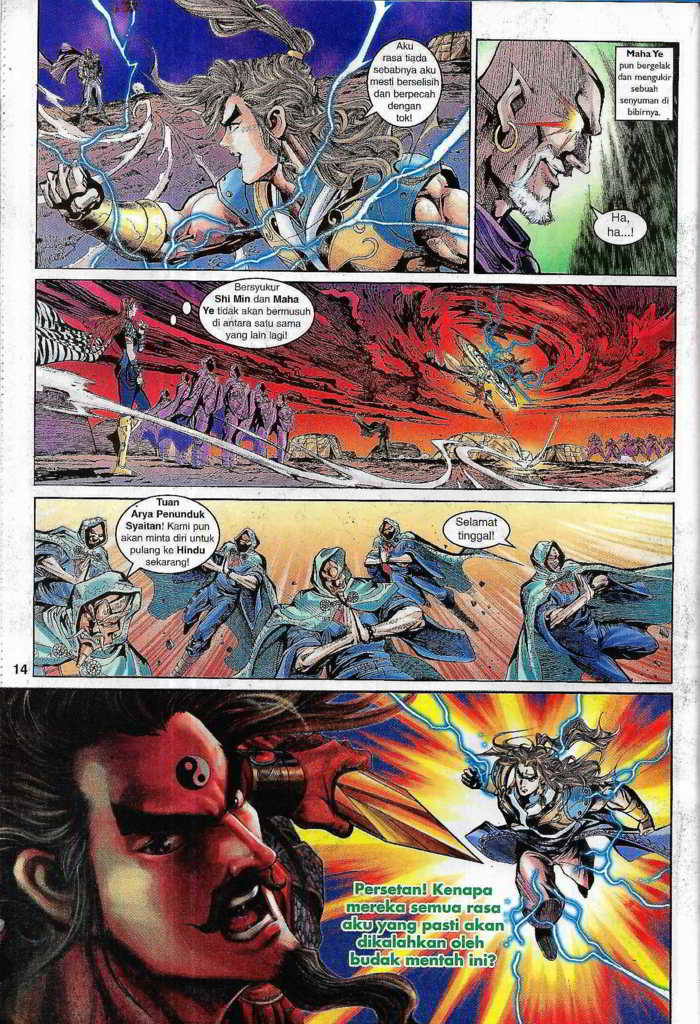 Aku
rasa tiada
sebabnya aku
mesti berselisih
dan berpecah
dengan
tok!
Maha Ye
pun bergelak
dan mengukir
sebuah
senyuman di
bibirnya.
Ha,
ha...!
Bersyukur
Shi Min dan Maha
Ye tidak akan bermusuh
di antara satu sama
yang lain lagi!
Tuan
Arya Penunduk
Syaitan! Kami pun
akan minta diri untuk
pulang ke Hindu
sekarang!
Selamat
tinggal!
14
Persetan! Kenapa
mereka semua rasa
aku yang pasti akan
dikalahkan oleh
budak mentah ini?